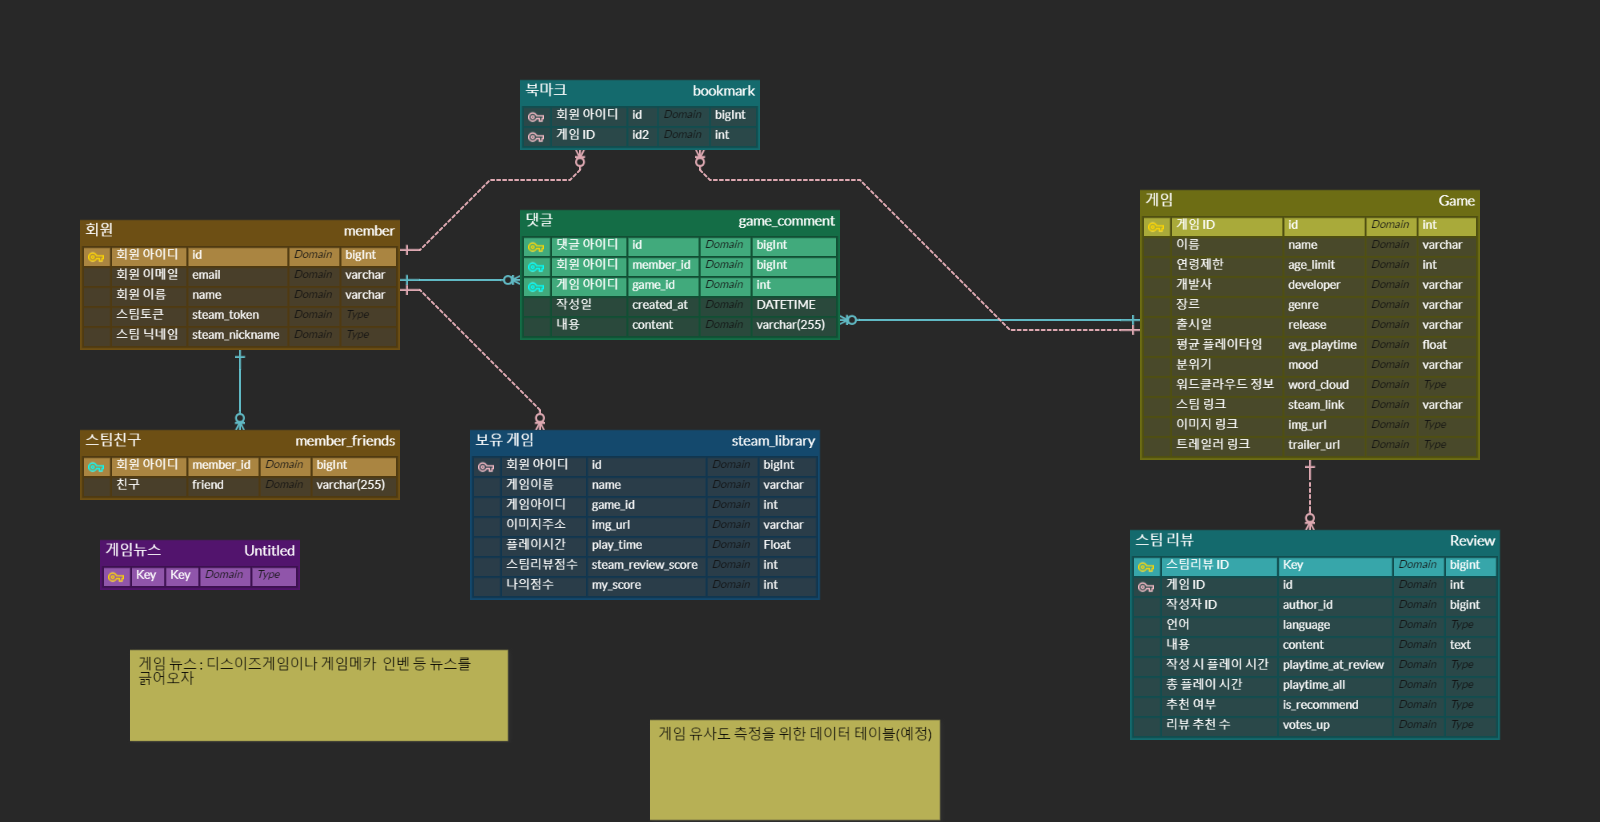 북마크 bookmark
회원 아이디 id Domain bigInt
게임 ID id2 Domain int
회원 member
회원 아이디 id Domain bigInt
회원 이메일 email Domain varchar
회원 이름 name Domain varchar
스팀토큰 steam_token Domain Type
스팀 닉네임 steam_nickname Domain Type
댓글 game_comment
댓글 아이디 id Domain bigInt
회원 아이디 member_id Domain bigInt
게임 아이디 game_id Domain int
작성일 created_at Domain DATETIME
내용 content Domain varchar(255)
게임 Game
게임 ID id Domain int
이름 name Domain varchar
연령제한 age_limit Domain int
개발사 developer Domain varchar
장르 genre Domain varchar
출시일 release Domain varchar
평균 플레이타임 avg_playtime Domain float
분위기 mood Domain varchar
워드클라우드 정보 word_cloud Domain Type
스팀 링크 steam_link Domain varchar
이미지 링크 img_url Domain Type
트레일러 링크 trailer_url Domain Type
스팀친구 member_friends
회원 아이디 member_id Domain bigInt
친구 friend Domain varchar(255)
보유 게임 steam_library
회원 아이디 id Domain bigInt
게임이름 name Domain varchar
게임아이디 game_id Domain int
이미지주소 img_url Domain varchar
플레이시간 play_time Domain Float
스팀리뷰점수 steam_review_score Domain int
나의점수 my_score Domain int
게임뉴스 Untitled
Key Key Domain Type
스팀 리뷰 Review
스팀리뷰 ID Key Domain bigint
게임 ID id Domain int
작성자 ID author_id Domain bigint
언어 language Domain Type
내용 content Domain text
작성 시 플레이 시간 playtime_at_review Domain Type
총 플레이 시간 playtime_all Domain Type
추천 여부 is_recommend Domain Type
리뷰 추천 수 votes_up Domain Type
게임 뉴스 : 디스이즈게임이나 게임메카 인벤 등 뉴스를
긁어오자
게임 유사도 측정을 위한 데이터 테이블(예정)